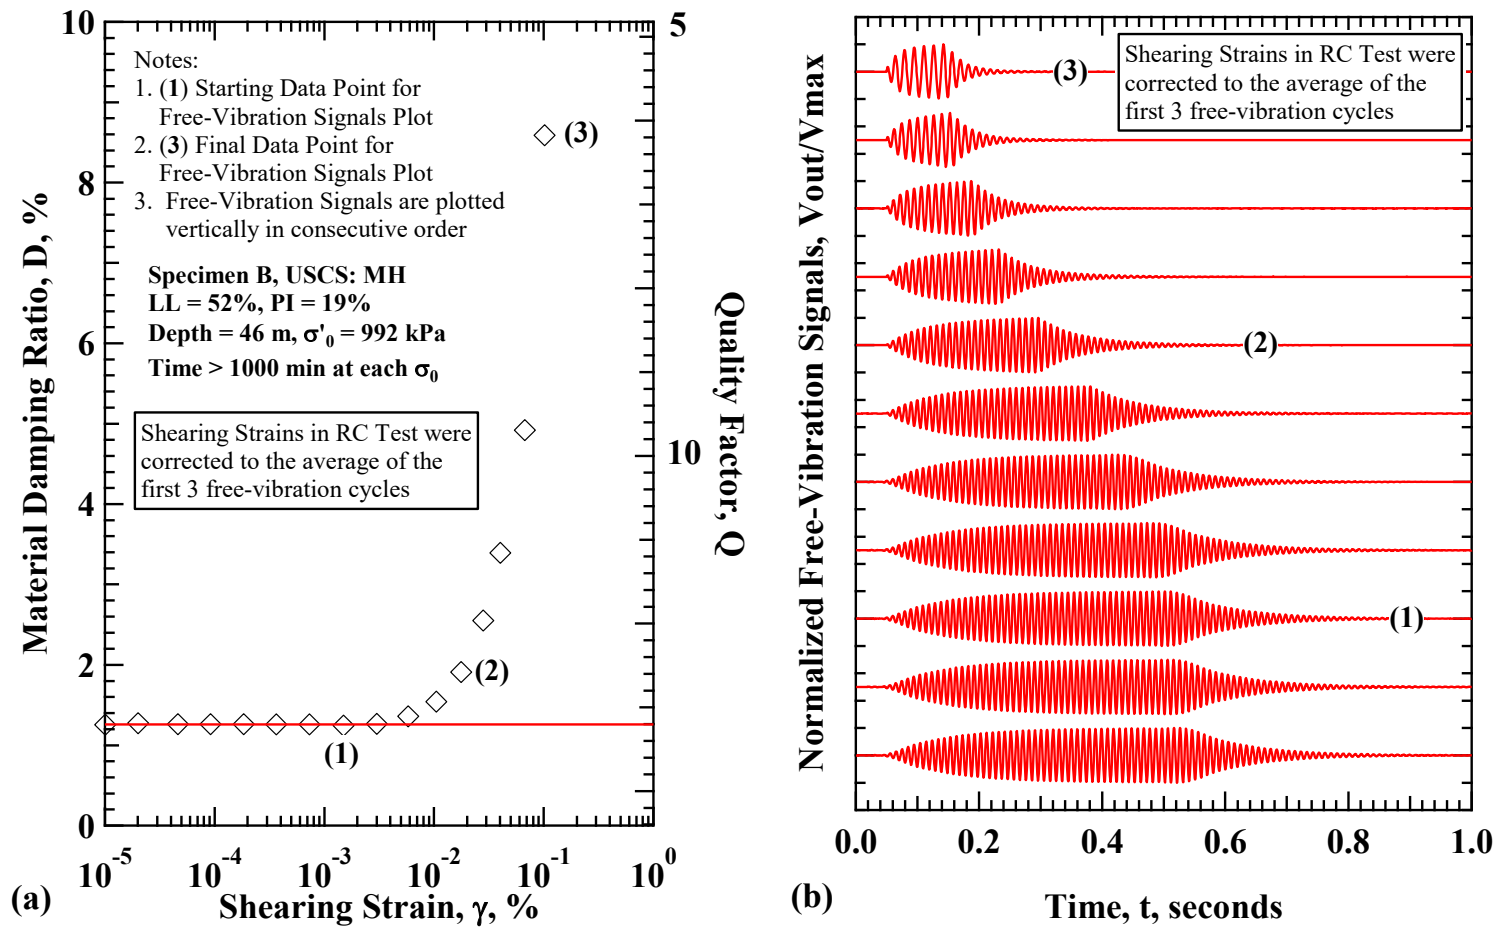 10
8
6
4
2
0
Material Damping Ratio, D, %
Notes:
1. (1) Starting Data Point for
Free-Vibration Signals Plot
2. (3) Final Data Point for
Free-Vibration Signals Plot
3. Free-Vibration Signals are plotted
vertically in consecutive order
Specimen B, USCS: MH
LL = 52%, PI = 19%
Depth = 46 m, σ'₀ = 992 kPa
Time > 1000 min at each σ₀
Shearing Strains in RC Test were
corrected to the average of the
first 3 free-vibration cycles
(3)
(2)
(1)
5
10
Quality Factor, Q
10⁻⁵ 10⁻⁴ 10⁻³ 10⁻² 10⁻¹ 10⁰
Shearing Strain, γ, %
(a)
Normalized Free-Vibration Signals, Vout/Vmax
Shearing Strains in RC Test were
corrected to the average of the
first 3 free-vibration cycles
(3)
(2)
(1)
0.0 0.2 0.4 0.6 0.8 1.0
Time, t, seconds
(b)